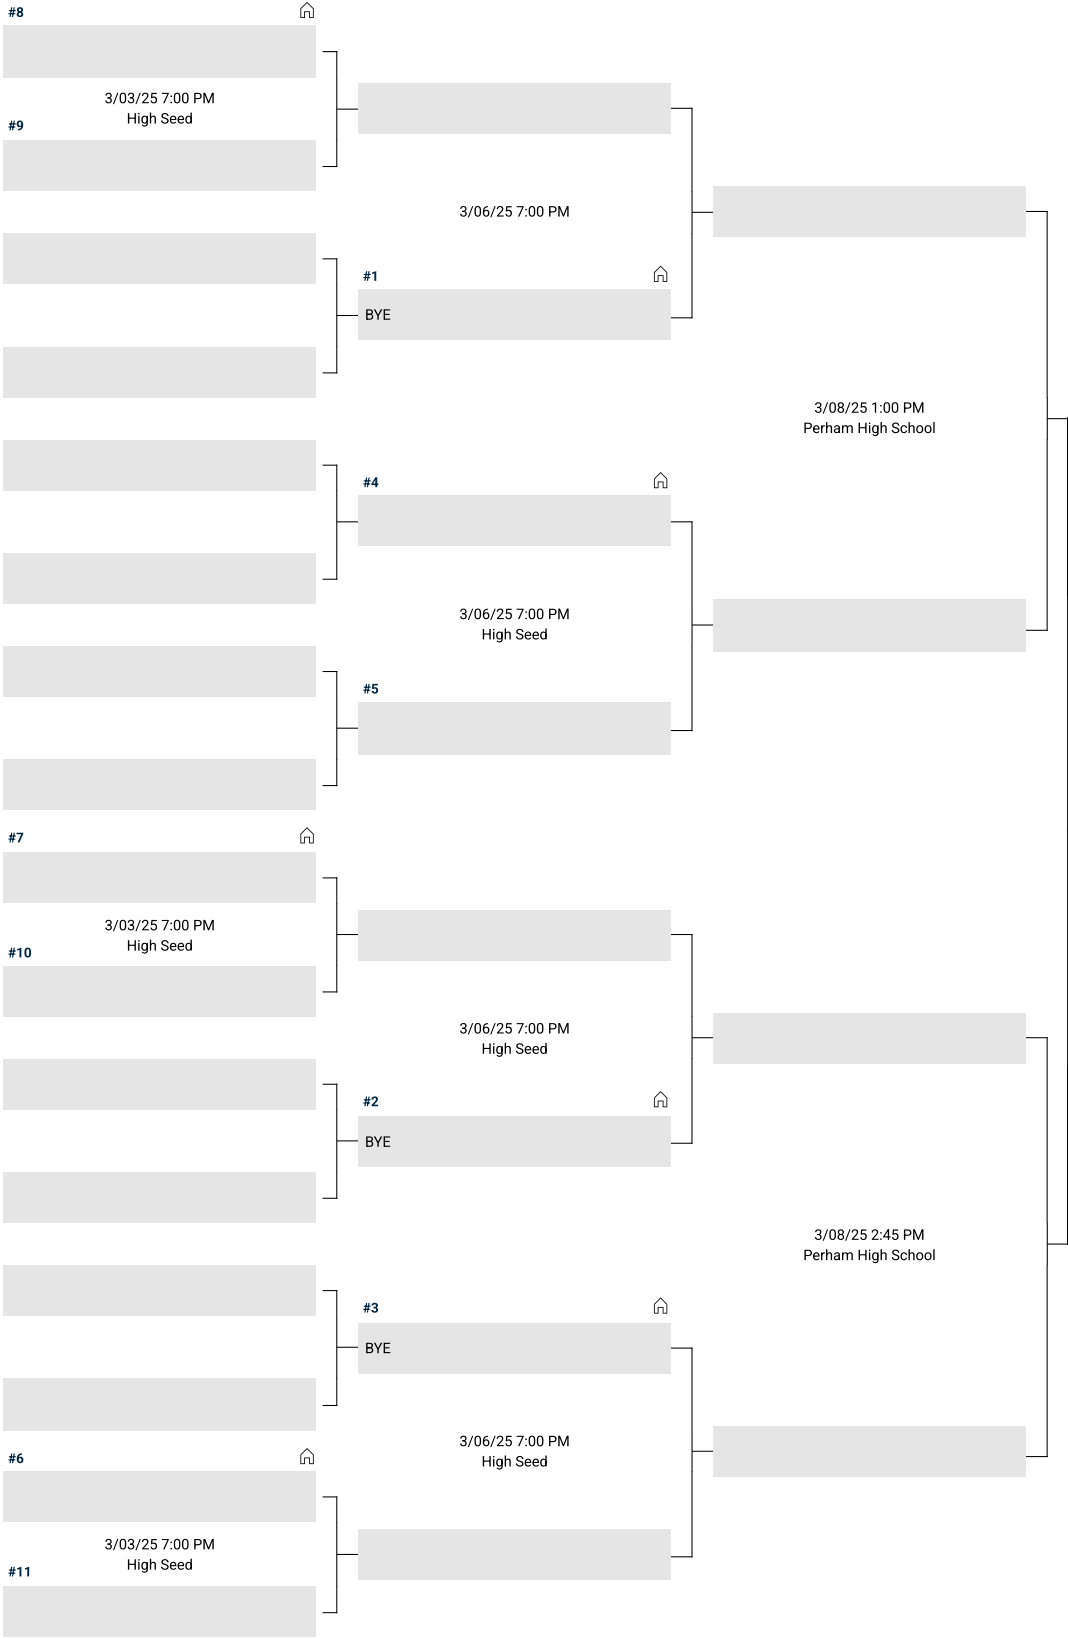 #8
3/03/25 7:00 PM
High Seed
#9
3/06/25 7:00 PM
#1
BYE
3/08/25 1:00 PM
Perham High School
#4
3/06/25 7:00 PM
High Seed
#5
#7
3/03/25 7:00 PM
High Seed
#10
3/06/25 7:00 PM
High Seed
#2
BYE
3/08/25 2:45 PM
Perham High School
#3
BYE
3/06/25 7:00 PM
High Seed
#6
3/03/25 7:00 PM
High Seed
#11